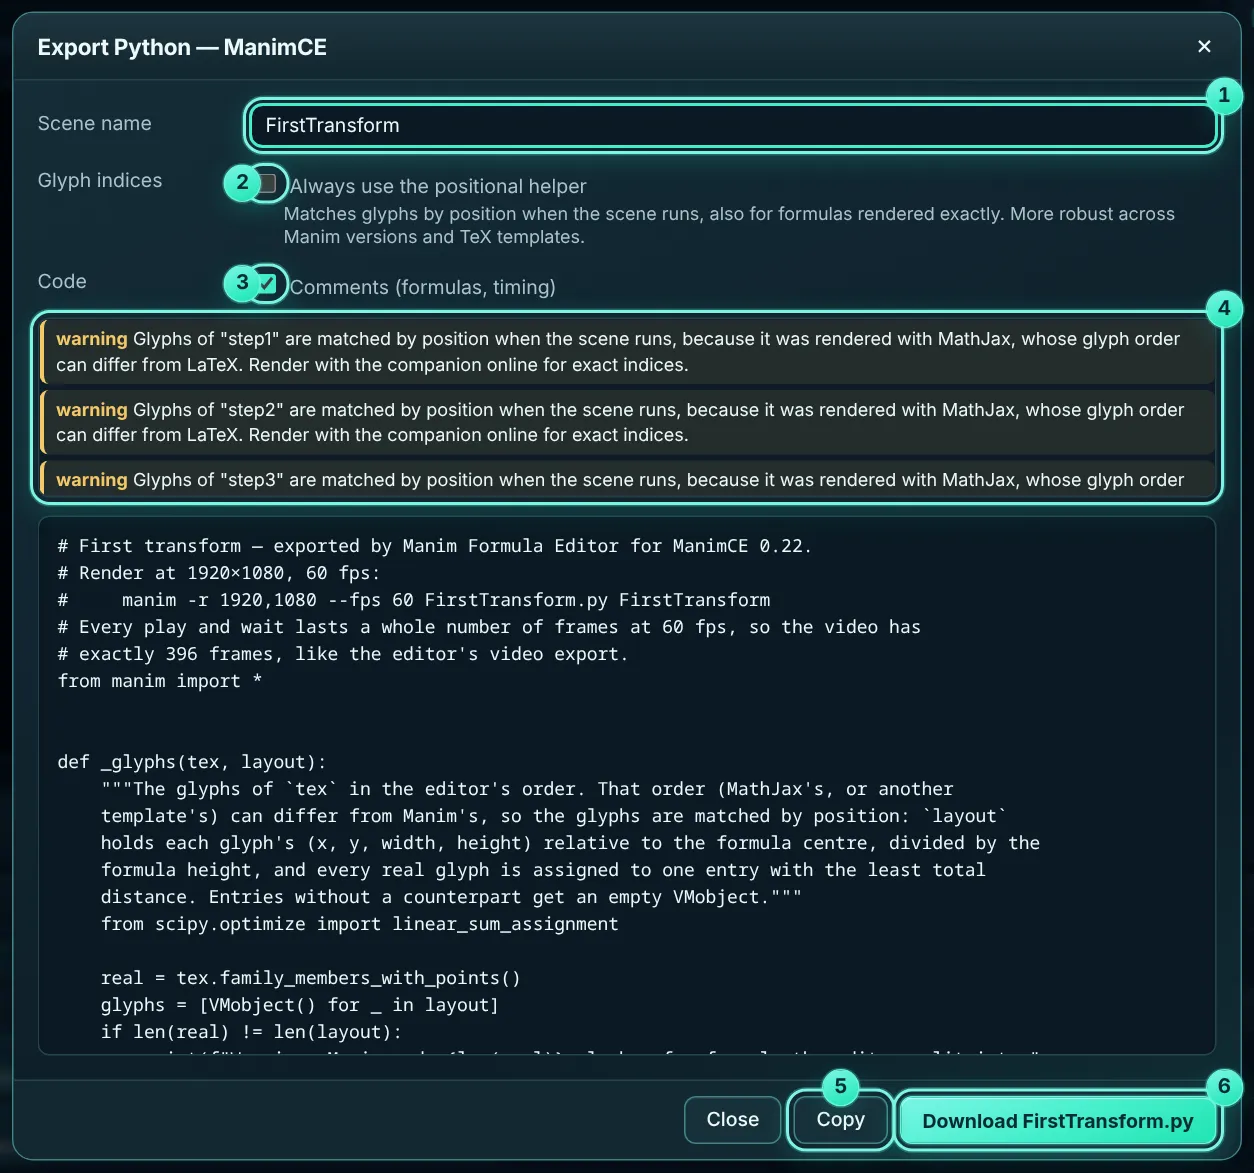 Export Python — ManimCE ✕
1
Scene name FirstTransform
Glyph indices 2 Always use the positional helper
Matches glyphs by position when the scene runs, also for formulas rendered exactly. More robust across
Manim versions and TeX templates.
Code 3 Comments (formulas, timing)
4
warning Glyphs of "step1" are matched by position when the scene runs, because it was rendered with MathJax, whose glyph order
can differ from LaTeX. Render with the companion online for exact indices.
warning Glyphs of "step2" are matched by position when the scene runs, because it was rendered with MathJax, whose glyph order
can differ from LaTeX. Render with the companion online for exact indices.
warning Glyphs of "step3" are matched by position when the scene runs, because it was rendered with MathJax, whose glyph order
# First transform — exported by Manim Formula Editor for ManimCE 0.22.
# Render at 1920×1080, 60 fps:
#     manim -r 1920,1080 --fps 60 FirstTransform.py FirstTransform
# Every play and wait lasts a whole number of frames at 60 fps, so the video has
# exactly 396 frames, like the editor's video export.
from manim import *
def _glyphs(tex, layout):
    """The glyphs of `tex` in the editor's order. That order (MathJax's, or another
    template's) can differ from Manim's, so the glyphs are matched by position: `layout`
    holds each glyph's (x, y, width, height) relative to the formula centre, divided by the
    formula height, and every real glyph is assigned to one entry with the least total
    distance. Entries without a counterpart get an empty VMobject."""
    from scipy.optimize import linear_sum_assignment
    real = tex.family_members_with_points()
    glyphs = [VMobject() for _ in layout]
    if len(real) != len(layout):
5 6
Close Copy Download FirstTransform.py